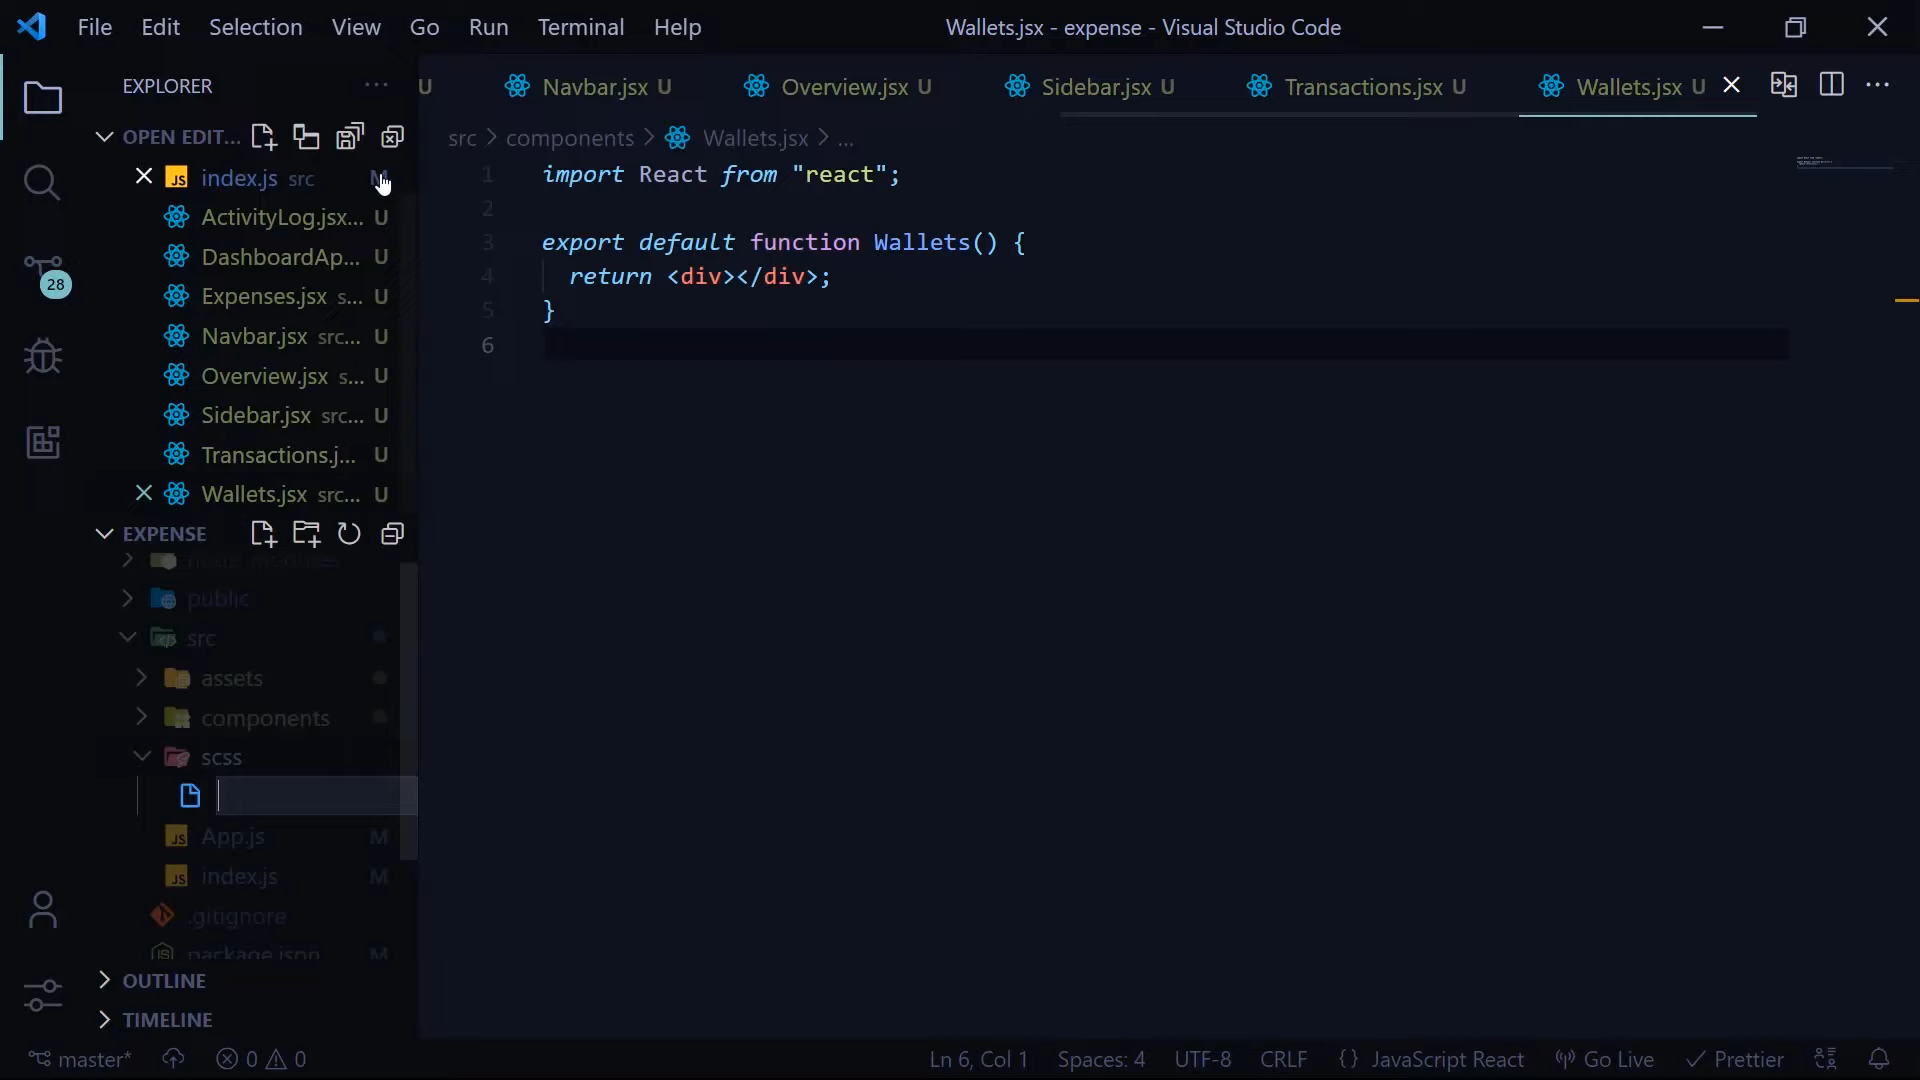 File Edit Selection View Go Run Terminal Help
Wallets.jsx - expense - Visual Studio Code
EXPLORER
U Navbar.jsx U Overview.jsx U Sidebar.jsx U Transactions.jsx U Wallets.jsx U
OPEN EDIT...
src > components > Wallets.jsx > ...
JS index.js src M
ActivityLog.jsx... U
DashboardAp... U
Expenses.jsx s... U
Navbar.jsx src... U
Overview.jsx s... U
Sidebar.jsx src... U
Transactions.j... U
Wallets.jsx src... U
28
1 import React from "react";
2
3 export default function Wallets() {
4 return <div></div>;
5 }
6
EXPENSE
node_modules
public
src
assets
components
scss
JS App.js M
JS index.js M
.gitignore
package.json M
OUTLINE
TIMELINE
master* 0 0
Ln 6, Col 1 Spaces: 4 UTF-8 CRLF {} JavaScript React Go Live Prettier